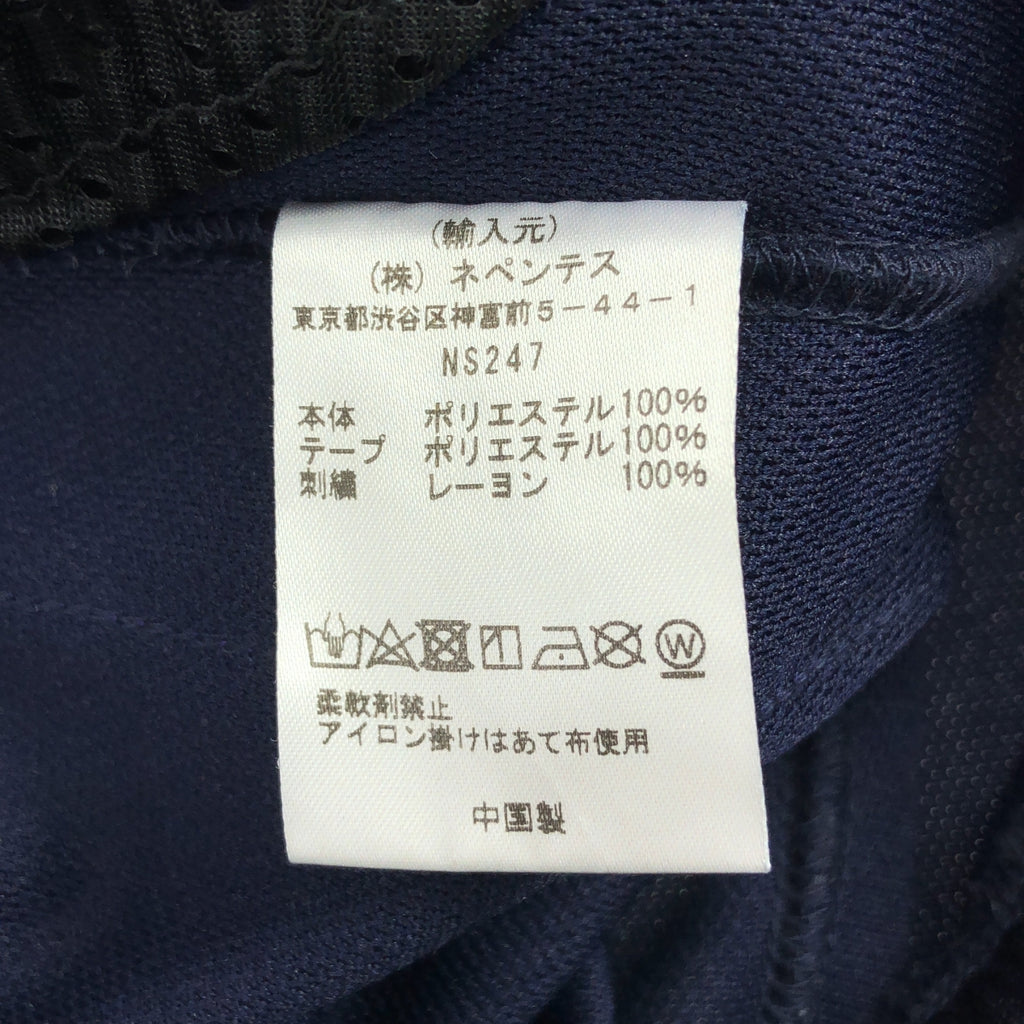 (輸入元)
(株) ネペンテス
東京都渋谷区神宮前5-44-1
NS247
本体 ポリエステル100%
テープ ポリエステル100%
刺繍 レーヨン 100%
W
柔軟剤禁止
アイロン掛けはあて布使用
中国製